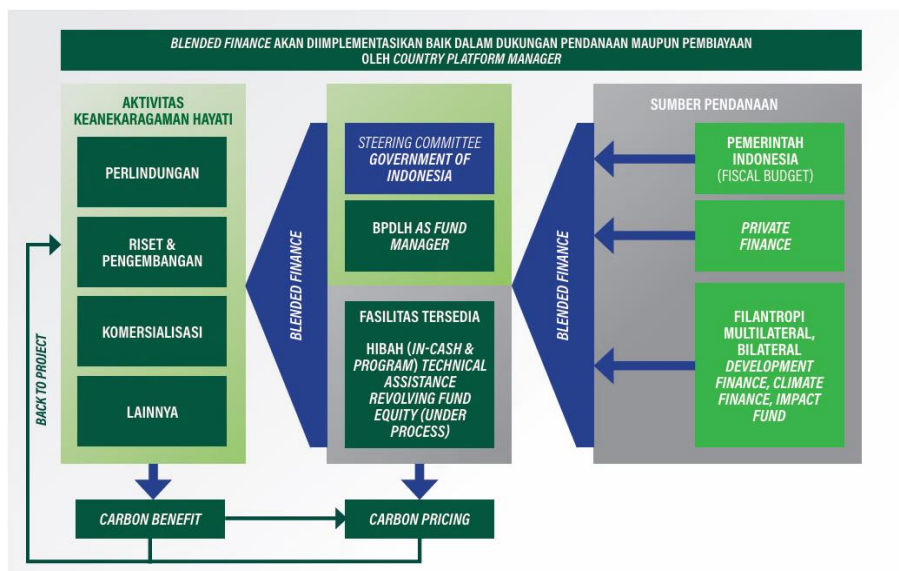 BLENDED FINANCE AKAN DIIMPLEMENTASIKAN BAIK DALAM DUKUNGAN PENDANAAN MAUPUN PEMBIAYAAN
OLEH COUNTRY PLATFORM MANAGER
AKTIVITAS
KEANEKARAGAMAN HAYATI
PERLINDUNGAN
RISET &
PENGEMBANGAN
KOMERSIALISASI
LAINNYA
BACK TO PROJECT
BLENDED FINANCE
STEERING COMMITTEE
GOVERNMENT OF
INDONESIA
BPDLH AS FUND
MANAGER
FASILITAS TERSEDIA
HIBAH (IN-CASH &
PROGRAM) TECHNICAL
ASSISTANCE
REVOLVING FUND
EQUITY (UNDER
PROCESS)
BLENDED FINANCE
SUMBER PENDANAAN
PEMERINTAH
INDONESIA
(FISCAL BUDGET)
PRIVATE
FINANCE
FILANTROPI
MULTILATERAL,
BILATERAL
DEVELOPMENT
FINANCE, CLIMATE
FINANCE, IMPACT
FUND
CARBON BENEFIT
CARBON PRICING